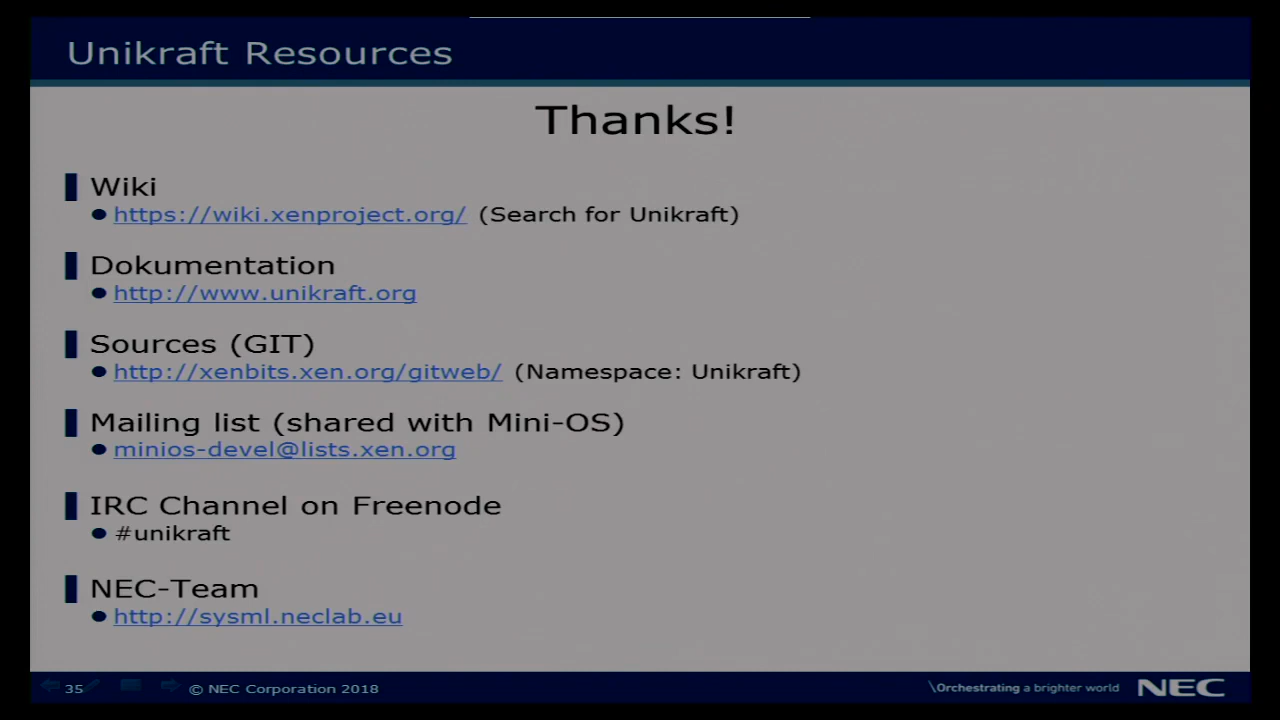 Unikraft Resources
Thanks!
Wiki
https://wiki.xenproject.org/ (Search for Unikraft)
Dokumentation
http://www.unikraft.org
Sources (GIT)
http://xenbits.xen.org/gitweb/ (Namespace: Unikraft)
Mailing list (shared with Mini-OS)
minios-devel@lists.xen.org
IRC Channel on Freenode
#unikraft
NEC-Team
http://sysml.neclab.eu
35 © NEC Corporation 2018 \Orchestrating a brighter world NEC